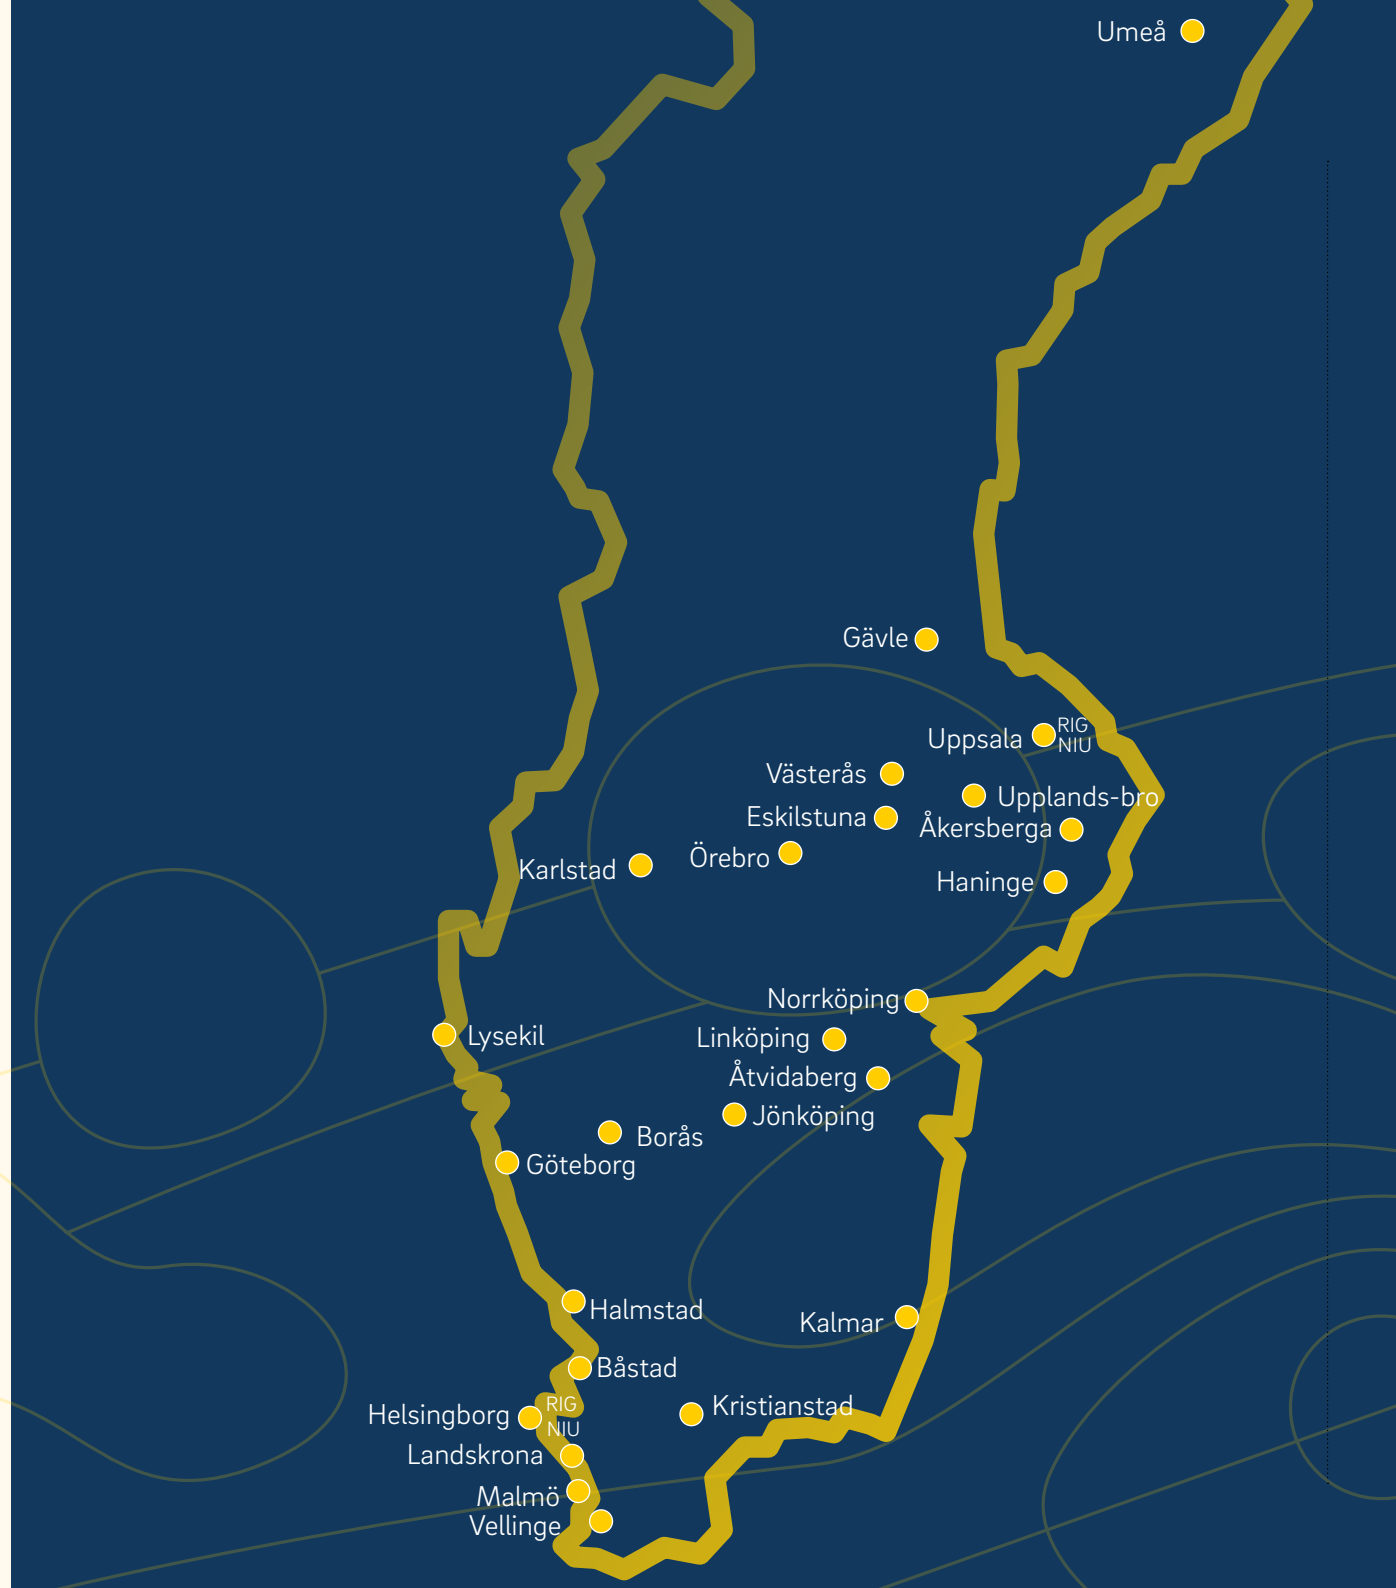 Umeå
Gävle
Uppsala
RIG
NIU
Västerås
Upplands-bro
Eskilstuna
Åkersberga
Örebro
Karlstad
Haninge
Norrköping
Lysekil
Linköping
Åtvidaberg
Jönköping
Borås
Göteborg
Halmstad
Kalmar
Båstad
Kristianstad
Helsingborg
RIG
NIU
Landskrona
Malmö
Vellinge